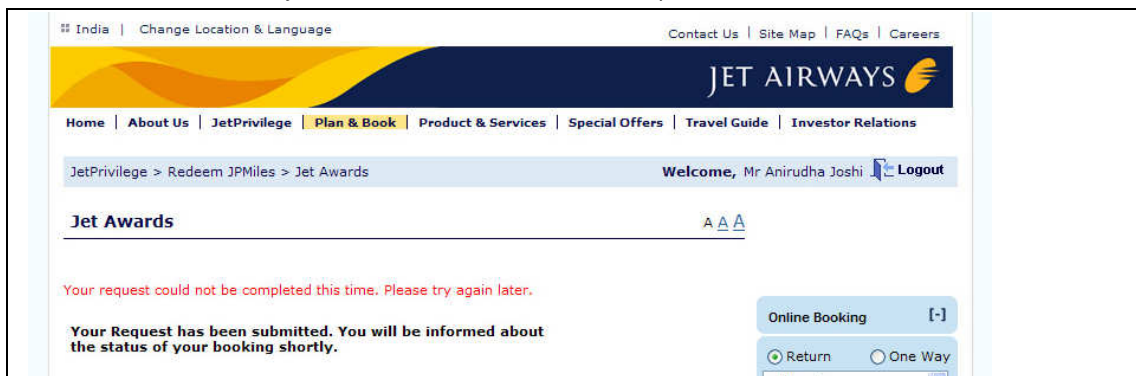 India | Change Location & Language
Contact Us | Site Map | FAQs | Careers
JET AIRWAYS
Home | About Us | JetPrivilege | Plan & Book | Product & Services | Special Offers | Travel Guide | Investor Relations
JetPrivilege > Redeem JPMiles > Jet Awards
Welcome, Mr Anirudha Joshi Logout
Jet Awards
A A A
Your request could not be completed this time. Please try again later.
Your Request has been submitted. You will be informed about
the status of your booking shortly.
Online Booking [-]
Return One Way